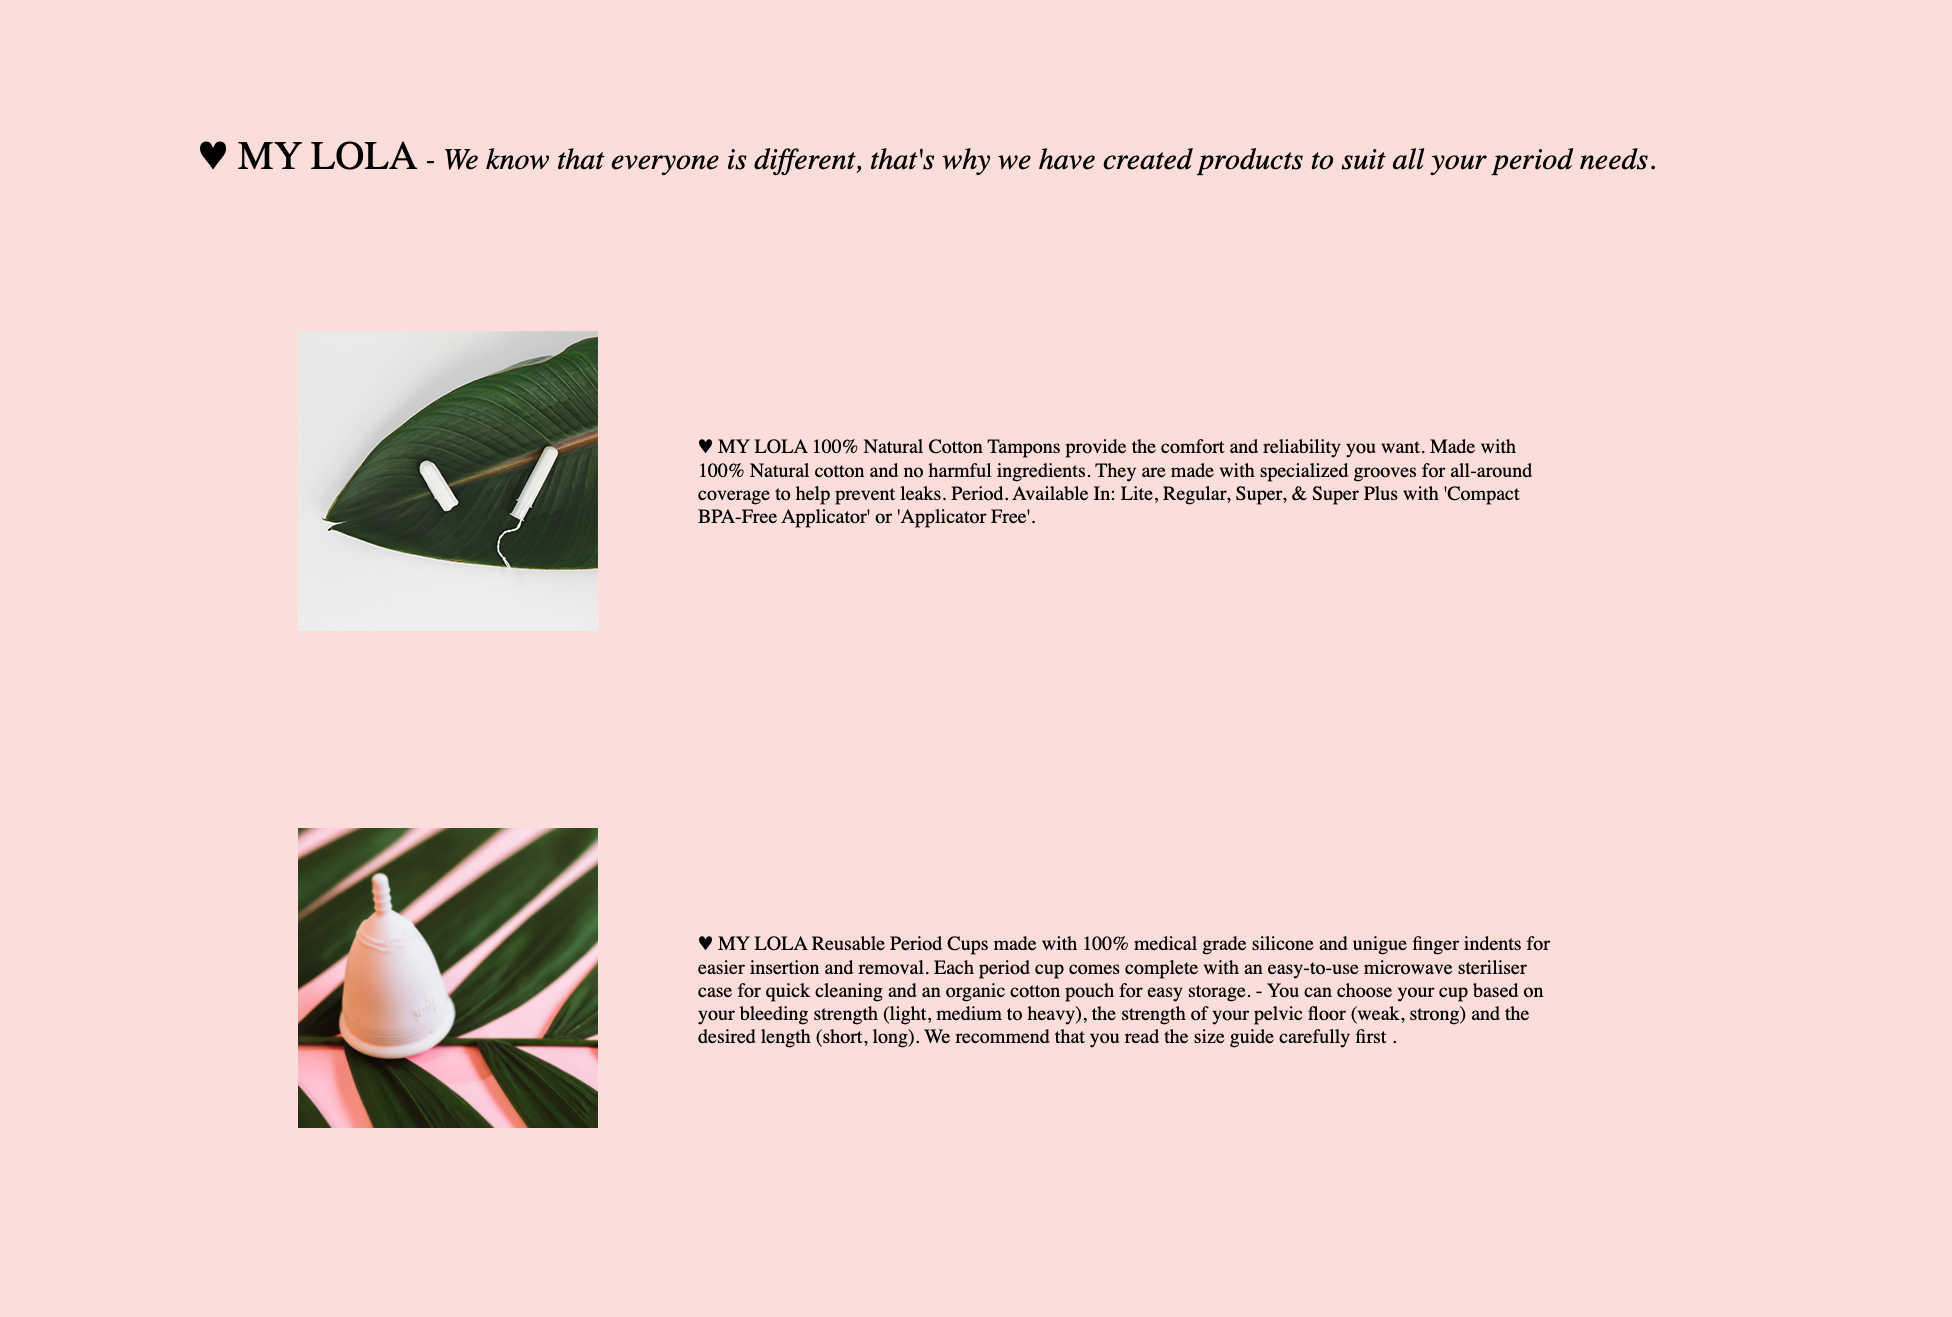 ♥ MY LOLA - We know that everyone is different, that's why we have created products to suit all your period needs.
♥ MY LOLA 100% Natural Cotton Tampons provide the comfort and reliability you want. Made with
100% Natural cotton and no harmful ingredients. They are made with specialized grooves for all-around
coverage to help prevent leaks. Period. Available In: Lite, Regular, Super, & Super Plus with 'Compact
BPA-Free Applicator' or 'Applicator Free'.
♥ MY LOLA Reusable Period Cups made with 100% medical grade silicone and unigue finger indents for
easier insertion and removal. Each period cup comes complete with an easy-to-use microwave steriliser
case for quick cleaning and an organic cotton pouch for easy storage. - You can choose your cup based on
your bleeding strength (light, medium to heavy), the strength of your pelvic floor (weak, strong) and the
desired length (short, long). We recommend that you read the size guide carefully first .